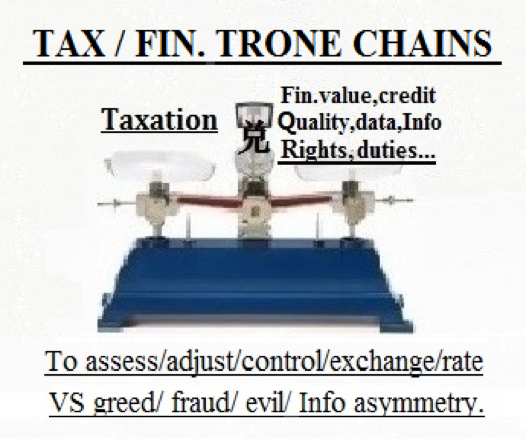 TAX / FIN. TRONE CHAINS
Taxation
兑
Fin.value,credit
Quality,data,Info
Rights,duties...
To assess/adjust/control/exchange/rate
VS greed/ fraud/ evil/ Info asymmetry.